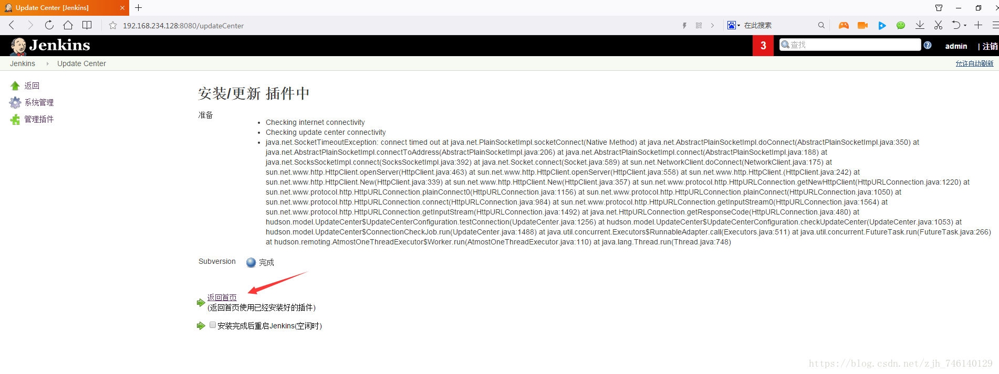 Update Center [Jenkins]
192.168.234.128:8080/updateCenter
在此搜索
Jenkins
3
查找
admin
| 注销
Jenkins
Update Center
允许自动刷新
返回
系统管理
管理插件
安装/更新 插件中
准备
Checking internet connectivity
Checking update center connectivity
java.net.SocketTimeoutException: connect timed out at java.net.PlainSocketImpl.socketConnect(Native Method) at java.net.AbstractPlainSocketImpl.doConnect(AbstractPlainSocketImpl.java:350) at
java.net.AbstractPlainSocketImpl.connectToAddress(AbstractPlainSocketImpl.java:206) at java.net.AbstractPlainSocketImpl.connect(AbstractPlainSocketImpl.java:188) at
java.net.SocksSocketImpl.connect(SocksSocketImpl.java:392) at java.net.Socket.connect(Socket.java:589) at sun.net.NetworkClient.doConnect(NetworkClient.java:175) at
sun.net.www.http.HttpClient.openServer(HttpClient.java:463) at sun.net.www.http.HttpClient.openServer(HttpClient.java:558) at sun.net.www.http.HttpClient.(HttpClient.java:242) at
sun.net.www.http.HttpClient.New(HttpClient.java:339) at sun.net.www.http.HttpClient.New(HttpClient.java:357) at sun.net.www.protocol.http.HttpURLConnection.getNewHttpClient(HttpURLConnection.java:1220) at
sun.net.www.protocol.http.HttpURLConnection.plainConnect0(HttpURLConnection.java:1156) at sun.net.www.protocol.http.HttpURLConnection.plainConnect(HttpURLConnection.java:1050) at
sun.net.www.protocol.http.HttpURLConnection.connect(HttpURLConnection.java:984) at sun.net.www.protocol.http.HttpURLConnection.getInputStream0(HttpURLConnection.java:1564) at
sun.net.www.protocol.http.HttpURLConnection.getInputStream(HttpURLConnection.java:1492) at java.net.HttpURLConnection.getResponseCode(HttpURLConnection.java:480) at
hudson.model.UpdateCenter$UpdateCenterConfiguration.testConnection(UpdateCenter.java:1256) at hudson.model.UpdateCenter$UpdateCenterConfiguration.checkUpdateCenter(UpdateCenter.java:1053) at
hudson.model.UpdateCenter$ConnectionCheckJob.run(UpdateCenter.java:1488) at java.util.concurrent.Executors$RunnableAdapter.call(Executors.java:511) at java.util.concurrent.FutureTask.run(FutureTask.java:266)
at hudson.remoting.AtmostOneThreadExecutor$Worker.run(AtmostOneThreadExecutor.java:110) at java.lang.Thread.run(Thread.java:748)
Subversion
完成
返回首页
(返回首页使用已经安装好的插件)
安装完成后重启Jenkins(空闲时)
https://blog.csdn.net/zjh_746140129